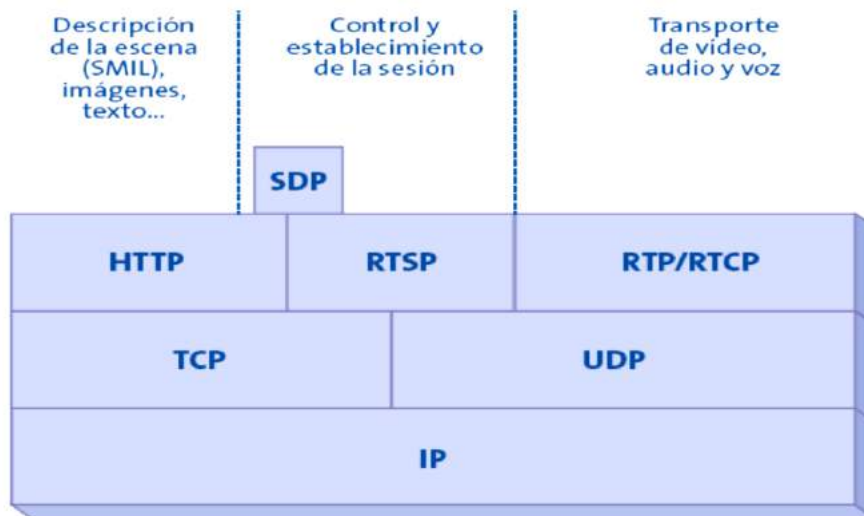 Descripción
de la escena
(SMIL),
imágenes,
texto...
Control y
establecimiento
de la sesión
Transporte
de vídeo,
audio y voz
SDP
HTTP
RTSP
RTP/RTCP
TCP
UDP
IP